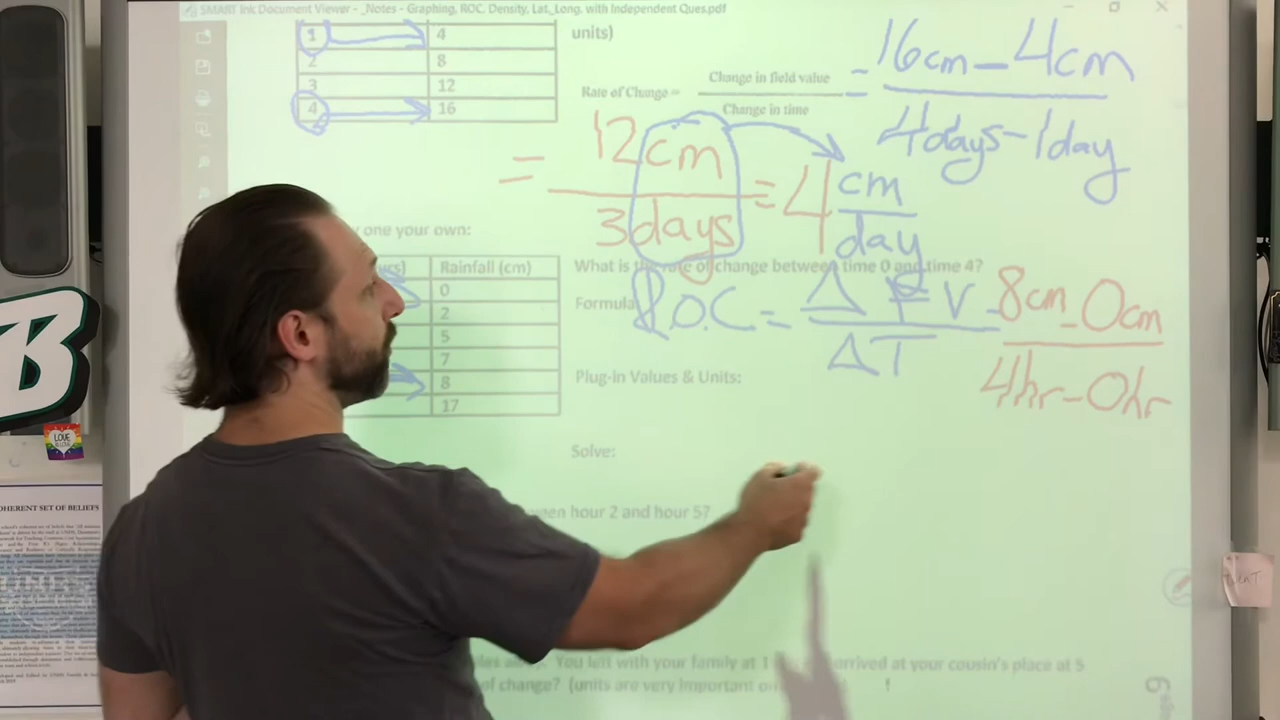 SMART Ink Document Viewer - _Notes - Graphing, ROC, Density, Lat_Long, with Independent Ques.pdf
1 4
2 8
3 12
4 16
units)
Rate of Change = Change in field value
Change in time
= 16cm - 4cm
4days-1day
= 12cm
3days
= 4 cm
day
one your own:
Rainfall (cm)
0
2
5
7
8
17
What is the rate of change between time 0 and time 4?
Formula
R.O.C = Δ F V
ΔT
8cm - 0cm
4hr-0hr
Plug-in Values & Units:
Solve:
hour 2 and hour 5?
You left with your family at 1
arrived at your cousin's place at 5
of change? (units are very important
6
B
LOVE
OHERENT SET OF BELIEFS